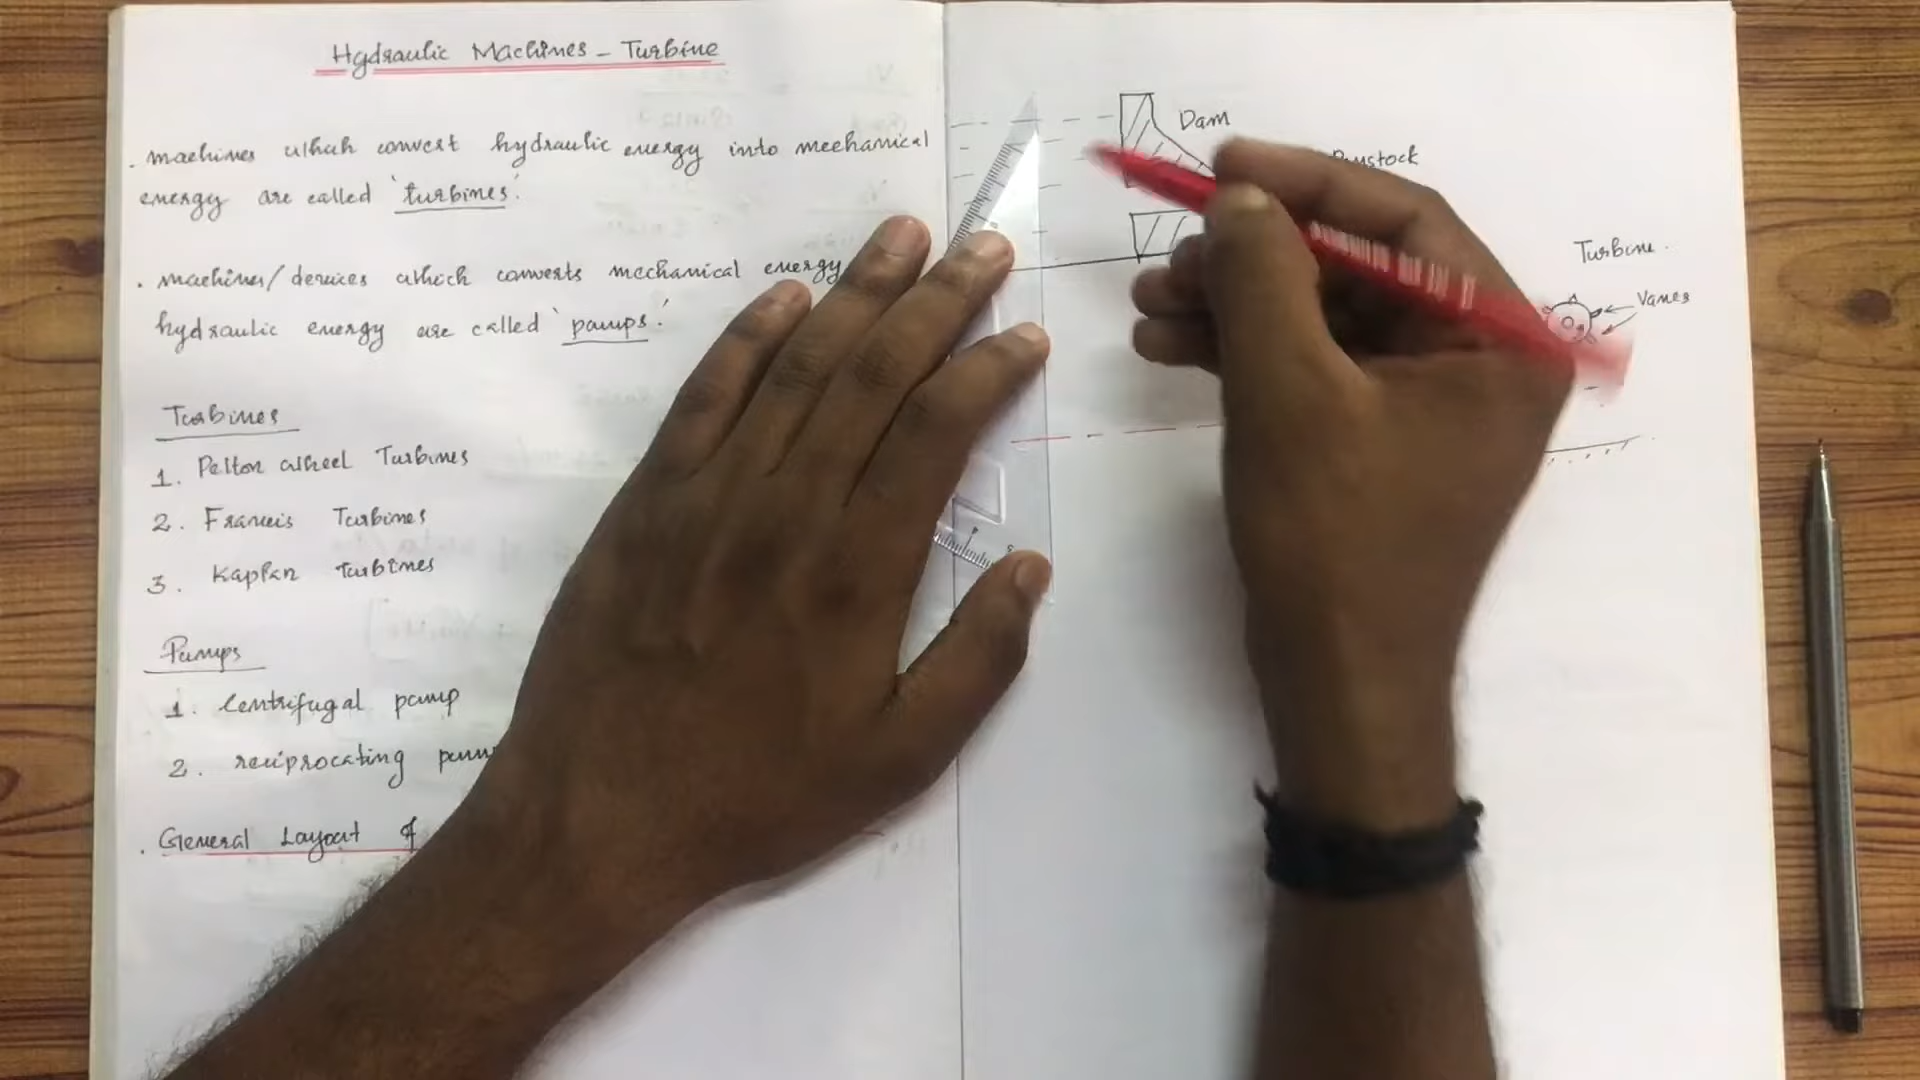 Hydraulic Machines - Turbine
. machines which convert hydraulic energy into mechanical
energy are called 'turbines'.
. machines/devices which converts mechanical energy
hydraulic energy are called 'pumps.'
Turbines
1. Pelton wheel Turbines
2. Francis Turbines
3. Kaplan Turbines
Pumps
1. Centrifugal pump
2. reciprocating pum
. General Layout of
Dam
Penstock
Turbine.
Vanes